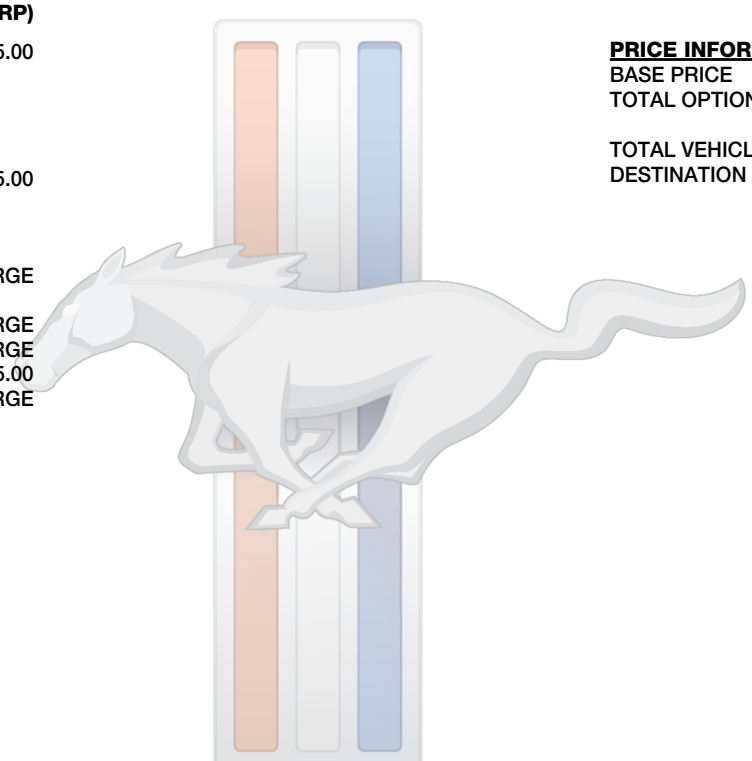 RP)
5.00
5.00
RGE
RGE
RGE
5.00
RGE
PRICE INFOR
BASE PRICE
TOTAL OPTION
TOTAL VEHICL
DESTINATION